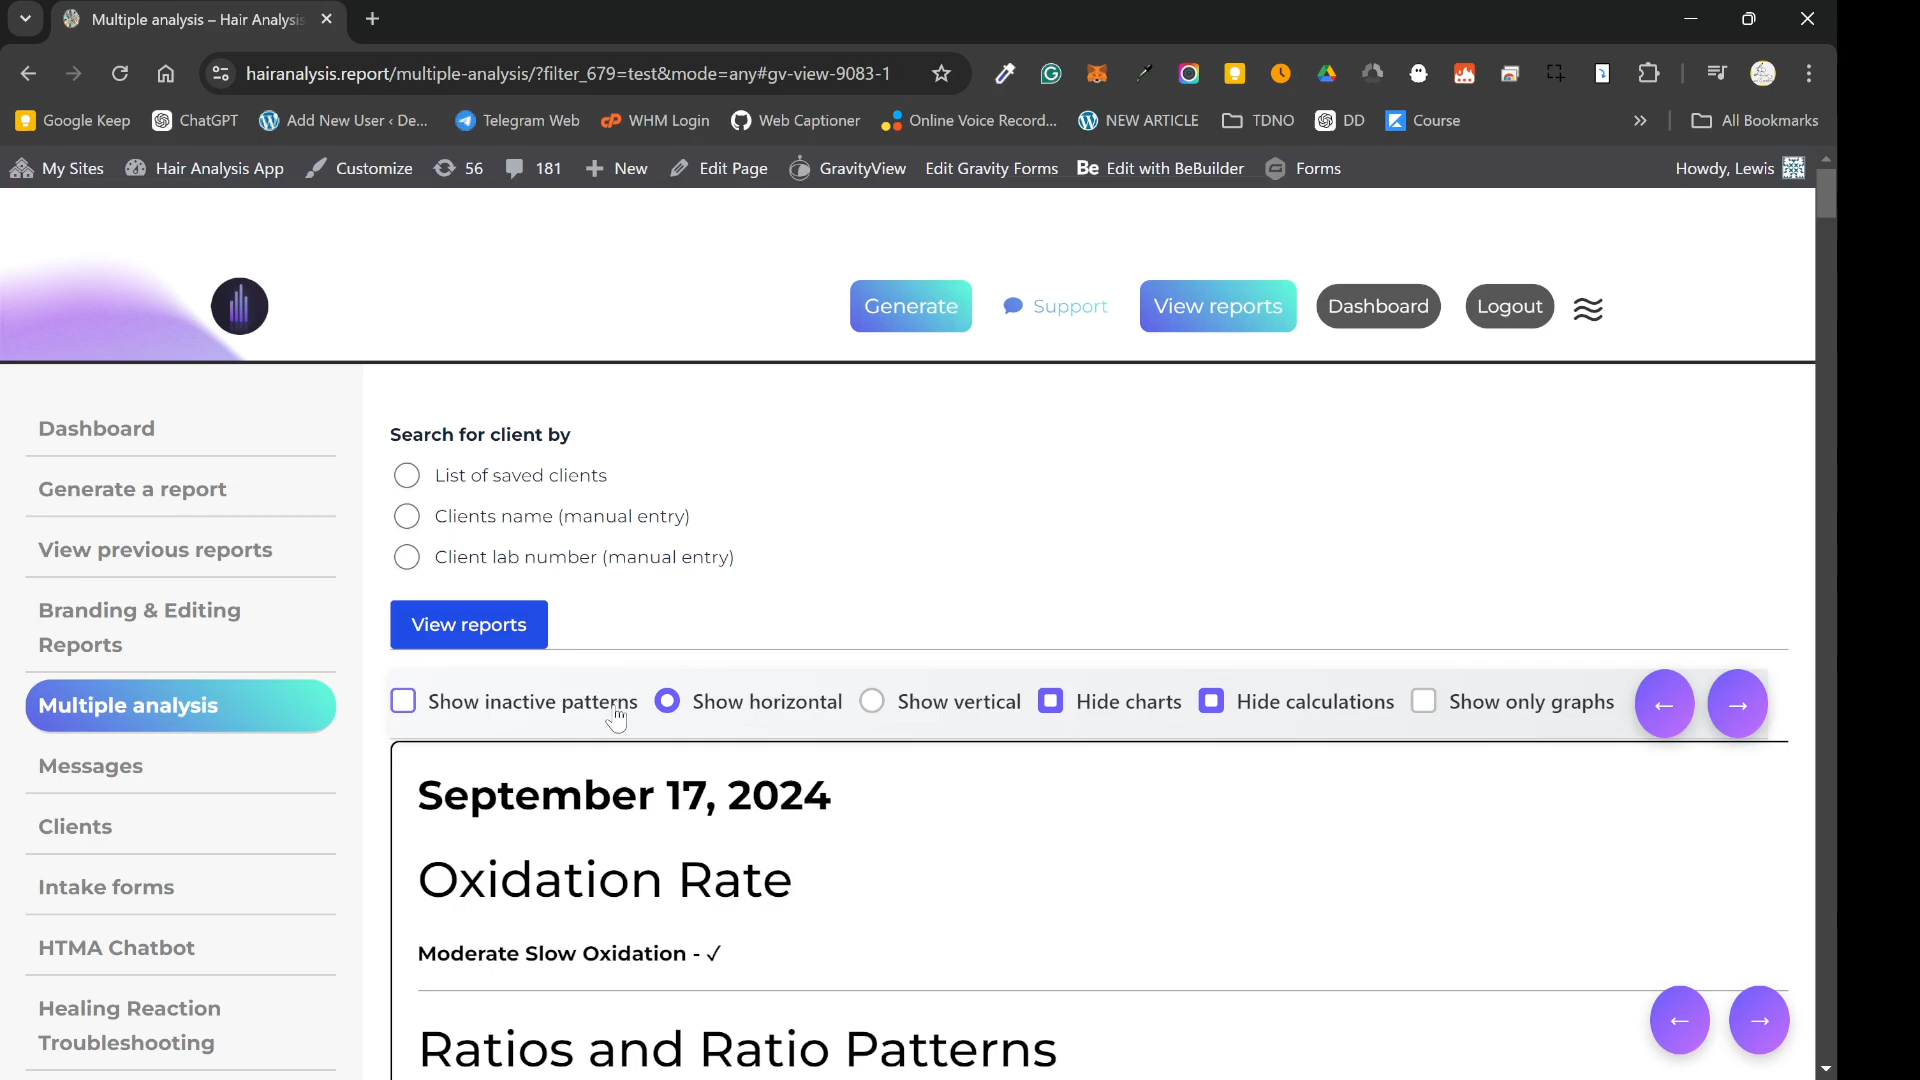 Multiple analysis – Hair Analysis
hairanalysis.report/multiple-analysis/?filter_679=test&mode=any#gv-view-9083-1
Google Keep
ChatGPT
Add New User ‹ De...
Telegram Web
WHM Login
Web Captioner
Online Voice Record...
NEW ARTICLE
TDNO
DD
Course
»
All Bookmarks
My Sites
Hair Analysis App
Customize
56
181
New
Edit Page
GravityView
Edit Gravity Forms
Be Edit with BeBuilder
Forms
Howdy, Lewis
Generate
Support
View reports
Dashboard
Logout
Dashboard
Generate a report
View previous reports
Branding & Editing
Reports
Multiple analysis
Messages
Clients
Intake forms
HTMA Chatbot
Healing Reaction
Troubleshooting
Search for client by
List of saved clients
Clients name (manual entry)
Client lab number (manual entry)
View reports
Show inactive patterns
Show horizontal
Show vertical
Hide charts
Hide calculations
Show only graphs
← →
September 17, 2024
Oxidation Rate
Moderate Slow Oxidation - ✓
Ratios and Ratio Patterns
← →